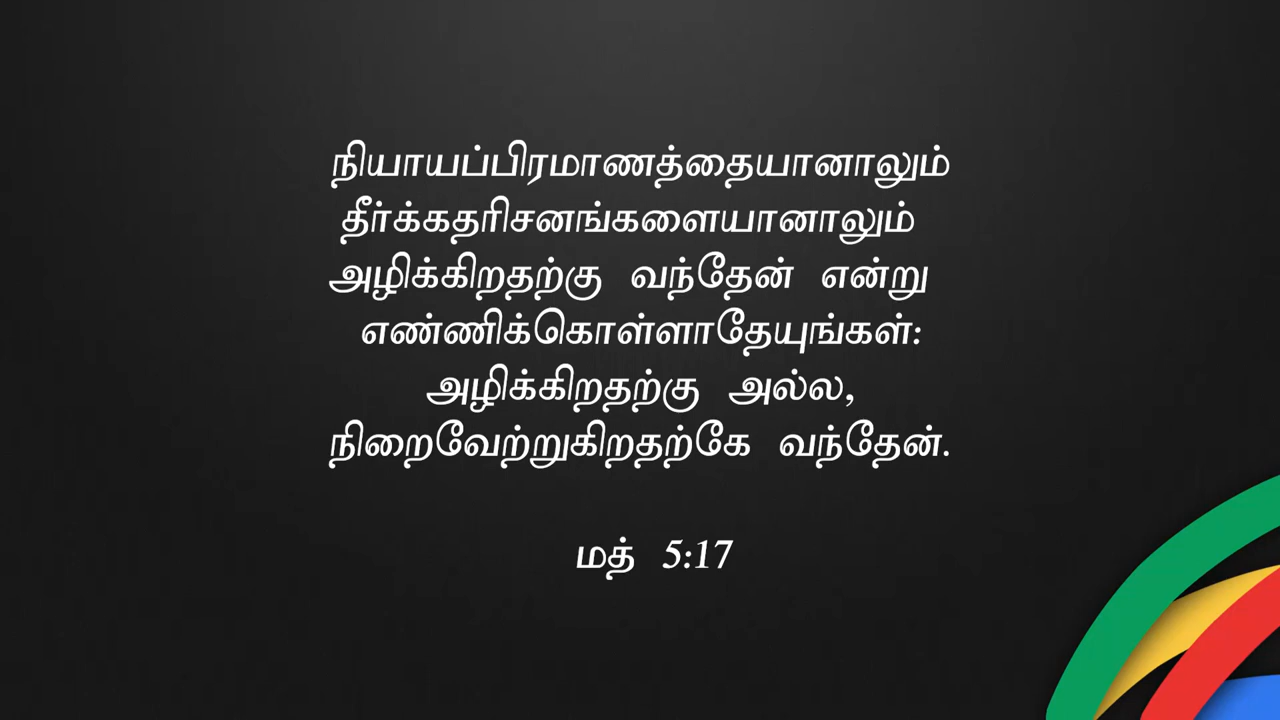 நியாயப்பிரமாணத்தையானாலும்
தீர்க்கதரிசனங்களையானாலும்
அழிக்கிறதற்கு வந்தேன் என்று
எண்ணிக்கொள்ளாதேயுங்கள்:
அழிக்கிறதற்கு அல்ல,
நிறைவேற்றுகிறதற்கே வந்தேன்.
மத் 5:17